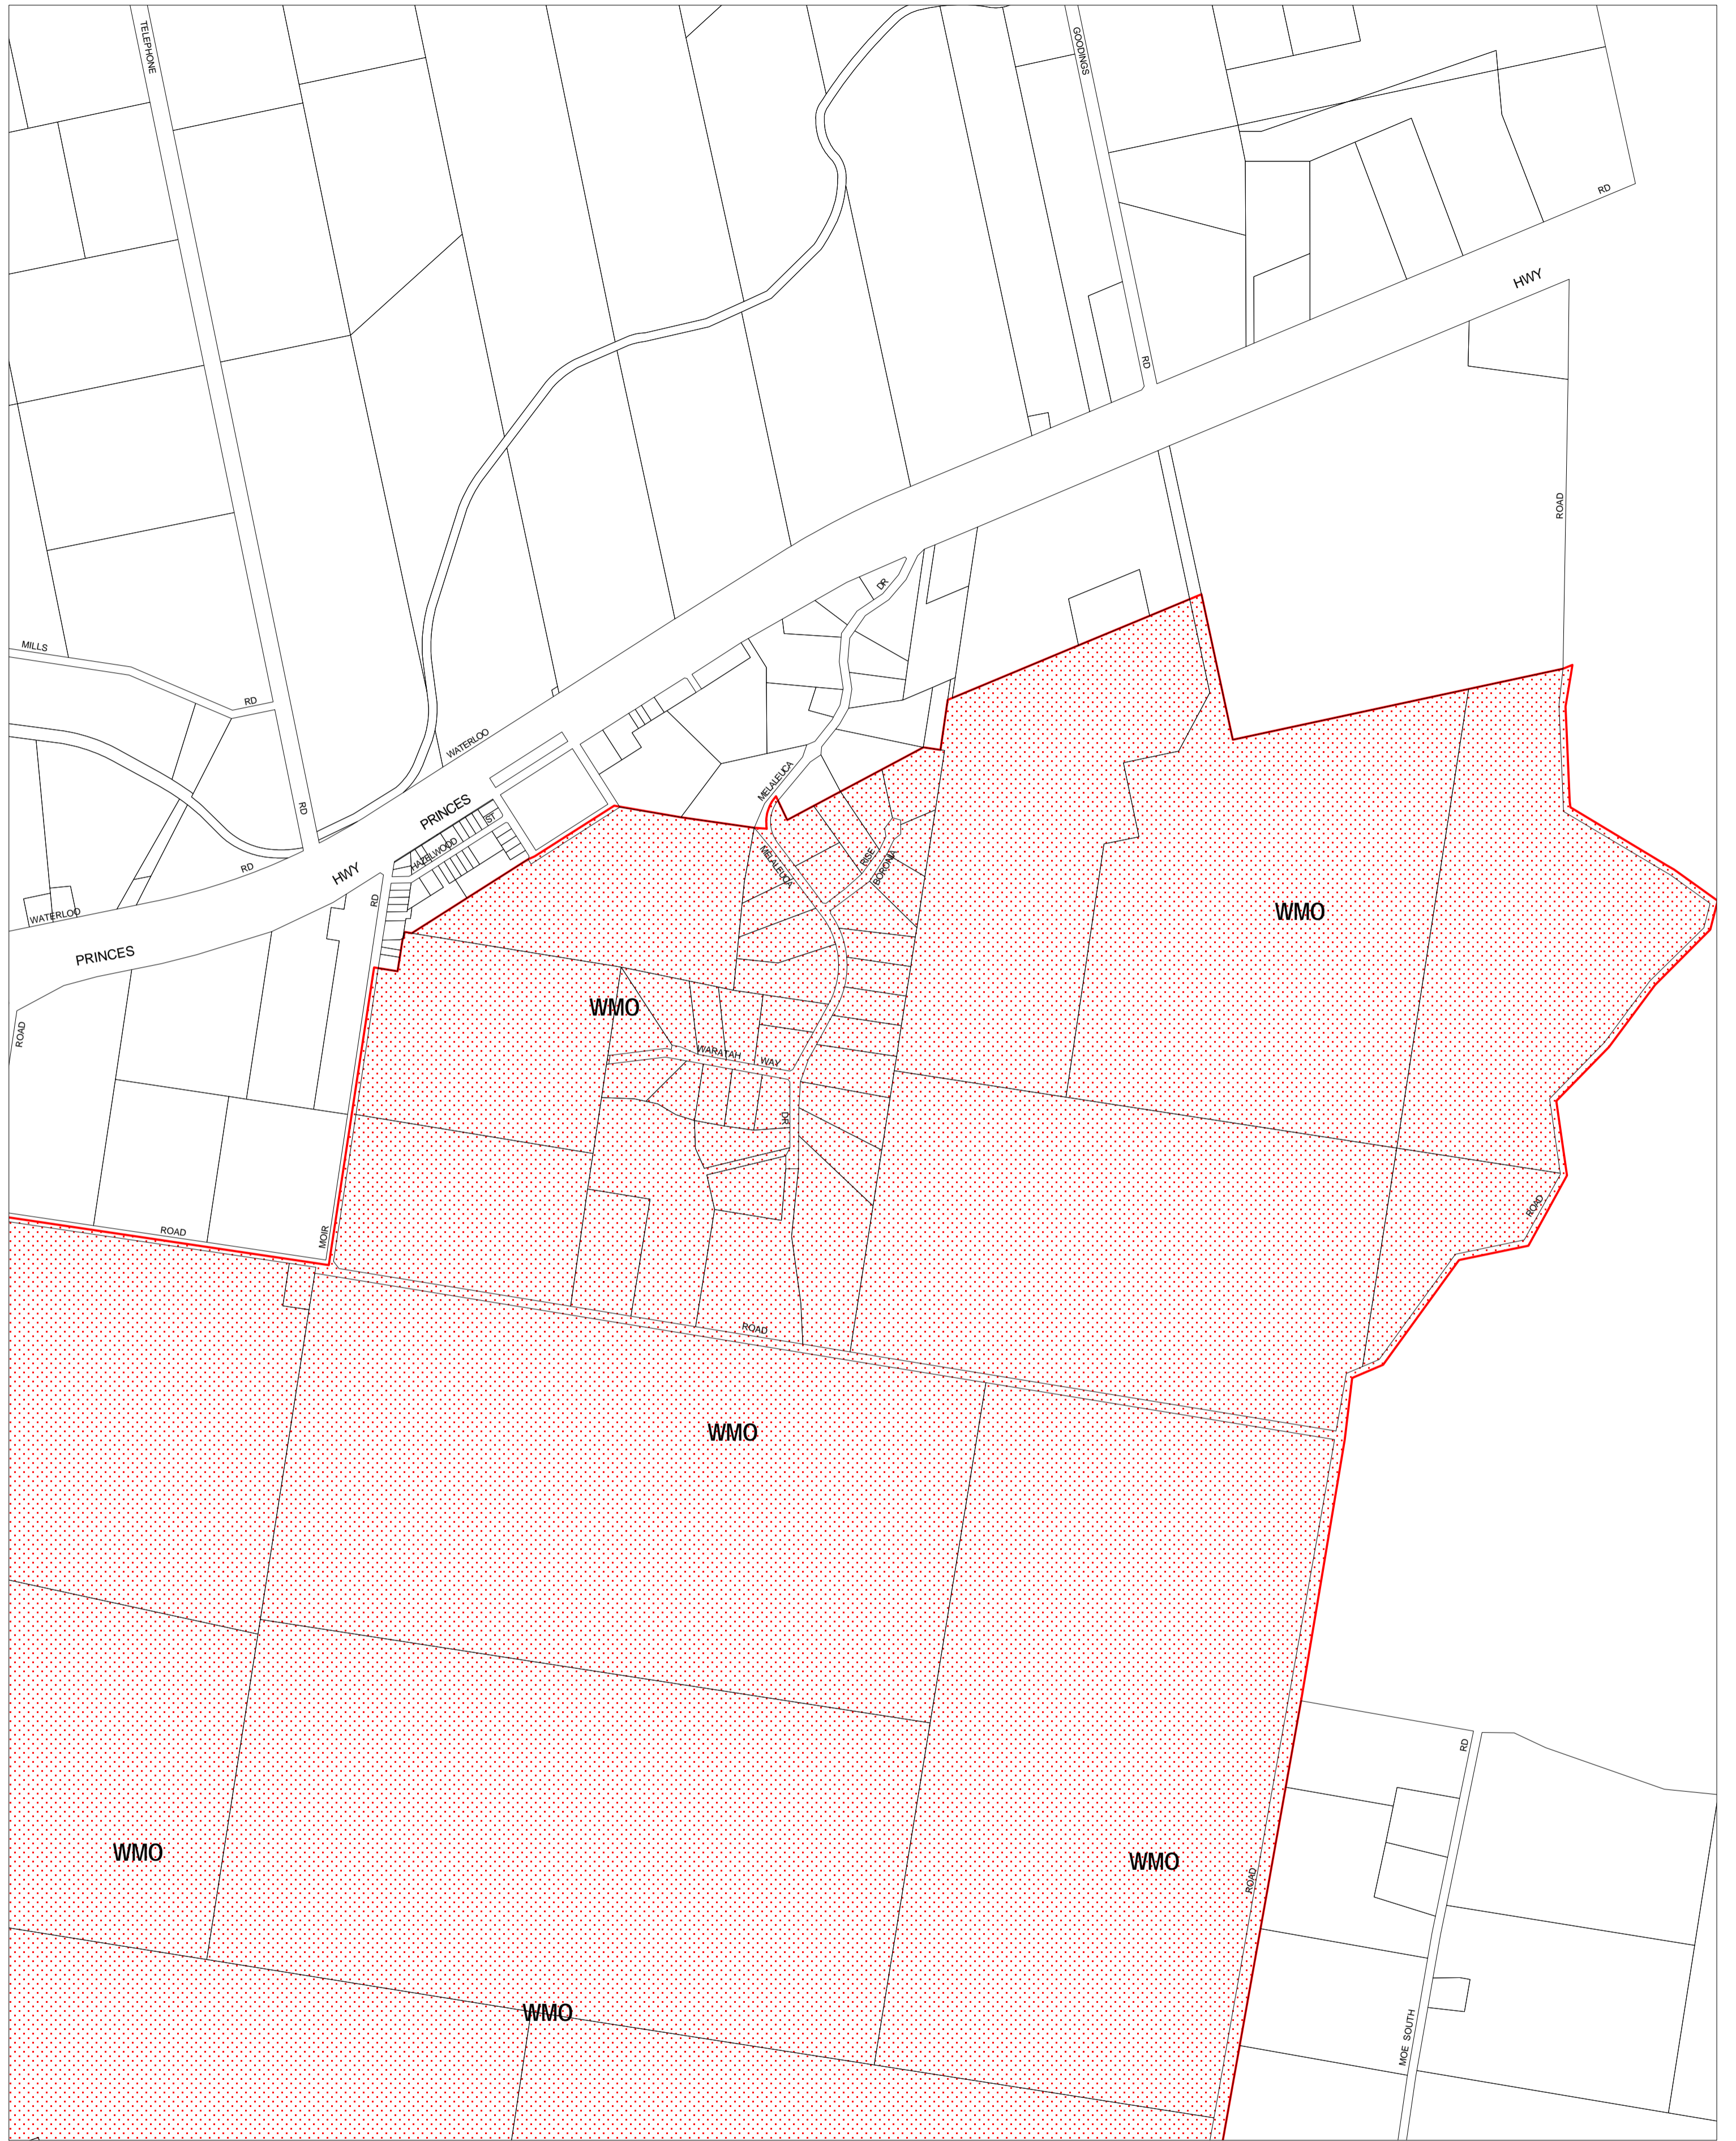 TELEPHONE
GOODINGS
RD
HWY
RD
ROAD
DR
MILLS
RD
WATERLOO
MELALEUCA
RD
PRINCES
ST
HAZELWOOD
MELALEUCA
RISE
BORONIA
RD
HWY
RD
WATERLOO
WMO
PRINCES
WMO
ROAD
WARATAH
WAY
DR
ROAD
ROAD
MOIR
ROAD
WMO
RD
WMO
WMO
ROAD
WMO
MOE SOUTH